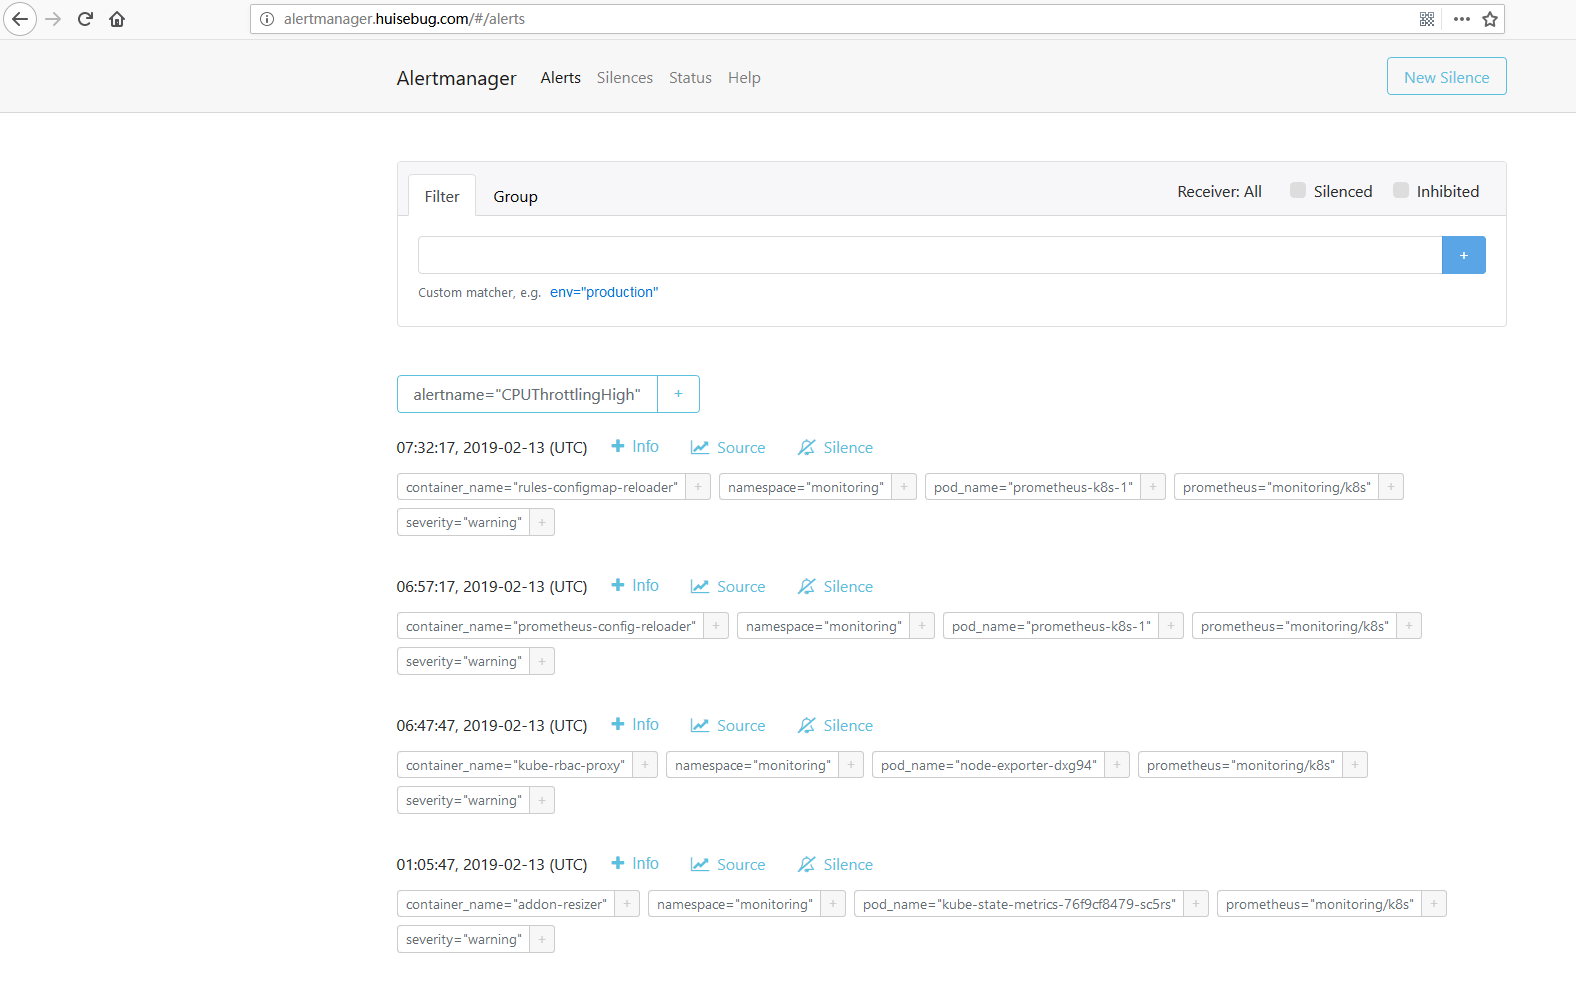 alertmanager.huisebug.com/#/alerts
Alertmanager Alerts Silences Status Help New Silence
Filter Group Receiver: All Silenced Inhibited
+
Custom matcher, e.g. env="production"
alertname="CPUThrottlingHigh" +
07:32:17, 2019-02-13 (UTC) + Info Source Silence
container_name="rules-configmap-reloader" + namespace="monitoring" + pod_name="prometheus-k8s-1" + prometheus="monitoring/k8s" +
severity="warning" +
06:57:17, 2019-02-13 (UTC) + Info Source Silence
container_name="prometheus-config-reloader" + namespace="monitoring" + pod_name="prometheus-k8s-1" + prometheus="monitoring/k8s" +
severity="warning" +
06:47:47, 2019-02-13 (UTC) + Info Source Silence
container_name="kube-rbac-proxy" + namespace="monitoring" + pod_name="node-exporter-dxg94" + prometheus="monitoring/k8s" +
severity="warning" +
01:05:47, 2019-02-13 (UTC) + Info Source Silence
container_name="addon-resizer" + namespace="monitoring" + pod_name="kube-state-metrics-76f9cf8479-sc5rs" + prometheus="monitoring/k8s" +
severity="warning" +